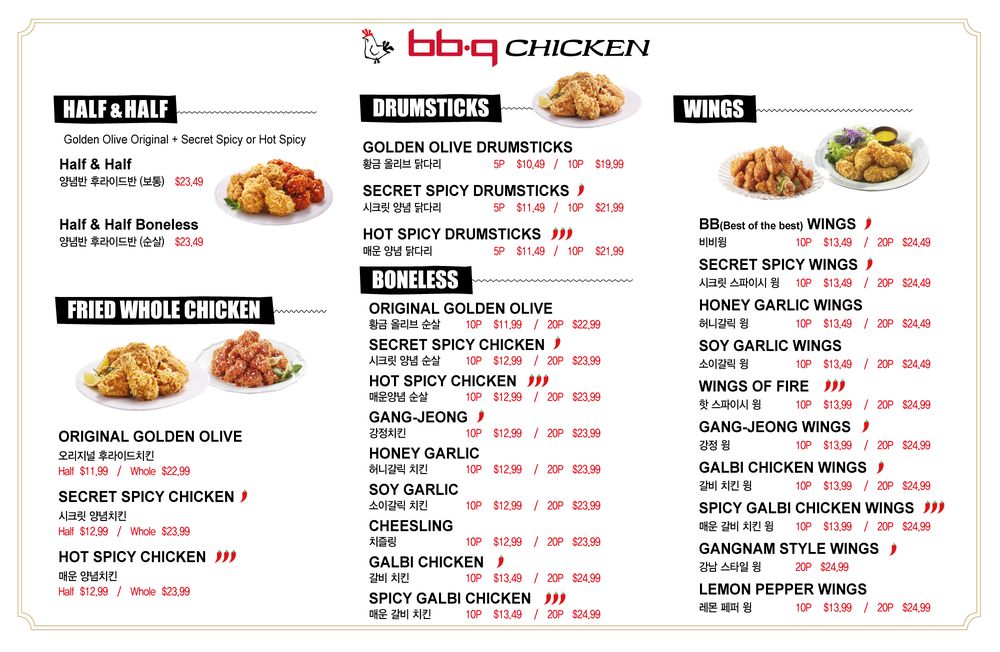 bb.q CHICKEN
HALF & HALF
Golden Olive Original + Secret Spicy or Hot Spicy
Half & Half
양념반 후라이드반 (보통) $23,49
Half & Half Boneless
양념반 후라이드반 (순살) $23,49
FRIED WHOLE CHICKEN
ORIGINAL GOLDEN OLIVE
오리지널 후라이드치킨
Half $11,99 / Whole $22,99
SECRET SPICY CHICKEN
시크릿 양념치킨
Half $12,99 / Whole $23,99
HOT SPICY CHICKEN
매운 양념치킨
Half $12,99 / Whole $23,99
DRUMSTICKS
GOLDEN OLIVE DRUMSTICKS
황금 올리브 닭다리 5P $10,49 / 10P $19,99
SECRET SPICY DRUMSTICKS
시크릿 양념 닭다리 5P $11,49 / 10P $21,99
HOT SPICY DRUMSTICKS
매운 양념 닭다리 5P $11,49 / 10P $21,99
BONELESS
ORIGINAL GOLDEN OLIVE
황금 올리브 순살 10P $11,99 / 20P $22,99
SECRET SPICY CHICKEN
시크릿 양념 순살 10P $12,99 / 20P $23,99
HOT SPICY CHICKEN
매운양념 순살 10P $12,99 / 20P $23,99
GANG-JEONG
강정치킨 10P $12,99 / 20P $23,99
HONEY GARLIC
허니갈릭 치킨 10P $12,99 / 20P $23,99
SOY GARLIC
소이갈릭 치킨 10P $12,99 / 20P $23,99
CHEESLING
치즐링 10P $12,99 / 20P $23,99
GALBI CHICKEN
갈비 치킨 10P $13,49 / 20P $24,99
SPICY GALBI CHICKEN
매운 갈비 치킨 10P $13,49 / 20P $24,99
WINGS
BB(Best of the best) WINGS
비비윙 10P $13,49 / 20P $24,49
SECRET SPICY WINGS
시크릿 스파이시 윙 10P $13,49 / 20P $24,49
HONEY GARLIC WINGS
허니갈릭 윙 10P $13,49 / 20P $24,49
SOY GARLIC WINGS
소이갈릭 윙 10P $13,49 / 20P $24,49
WINGS OF FIRE
핫 스파이시 윙 10P $13,49 / 20P $24,49
GANG-JEONG WINGS
강정 윙 10P $13,99 / 20P $24,99
GALBI CHICKEN WINGS
갈비 치킨 윙 10P $13,99 / 20P $24,99
SPICY GALBI CHICKEN WINGS
매운 갈비 치킨 윙 10P $13,99 / 20P $24,99
GANGNAM STYLE WINGS
강남 스타일 윙 20P $24,99
LEMON PEPPER WINGS
레몬 페퍼 윙 10P $13,99 / 20P $24,99